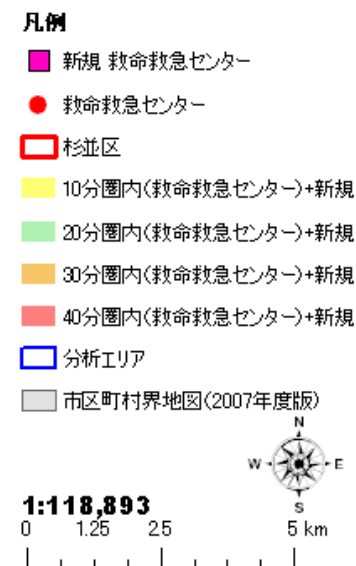 凡例
新規 救命救急センター
救命救急センター
杉並区
10分圏内(救命救急センター)+新規
20分圏内(救命救急センター)+新規
30分圏内(救命救急センター)+新規
40分圏内(救命救急センター)+新規
分析エリア
市区町村界地図(2007年度版)
N
W E
S
1:118,893
0 1.25 2.5 5 km